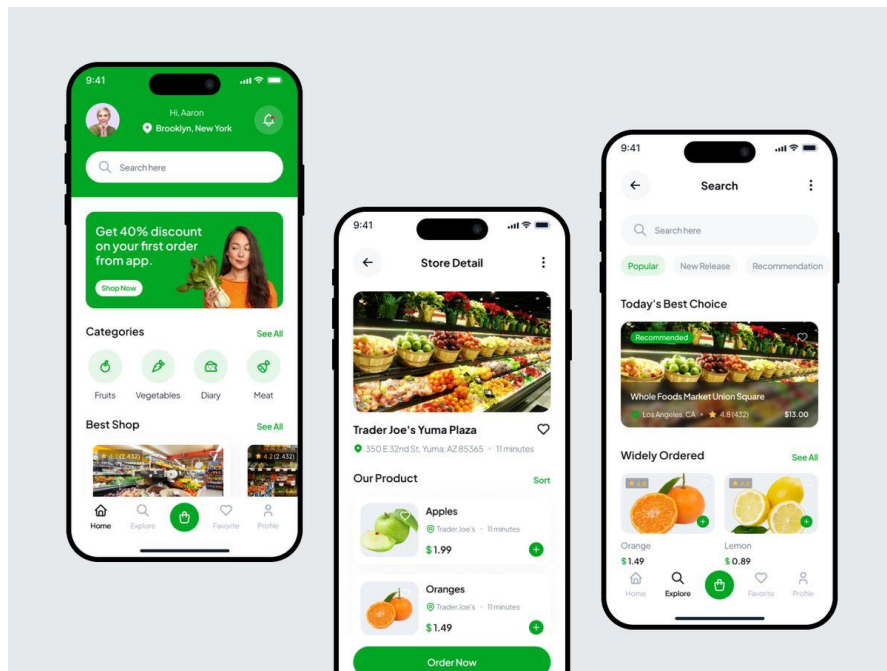 9:41
Hi, Aaron
Brooklyn, New York
Search here
Get 40% discount
on your first order
from app.
Shop Now
Categories
See All
Fruits
Vegetables
Diary
Meat
Best Shop
See All
(2.432)
4.2 (2.432)
Home
Explore
Favorite
Profile
9:41
Store Detail
Trader Joe's Yuma Plaza
350 E 32nd St, Yuma, AZ 85365 • 11 minutes
Our Product
Sort
Apples
Trader Joe's • 11 minutes
$ 1.99
Oranges
Trader Joe's • 11 minutes
$ 1.49
Order Now
9:41
Search
Search here
Popular
New Release
Recommendation
Today's Best Choice
Recommended
Whole Foods Market Union Square
Los Angeles, CA • 4.8 (432)
$13.00
Widely Ordered
See All
Orange
$ 1.49
Lemon
$ 0.89
Home
Explore
Favorite
Profile